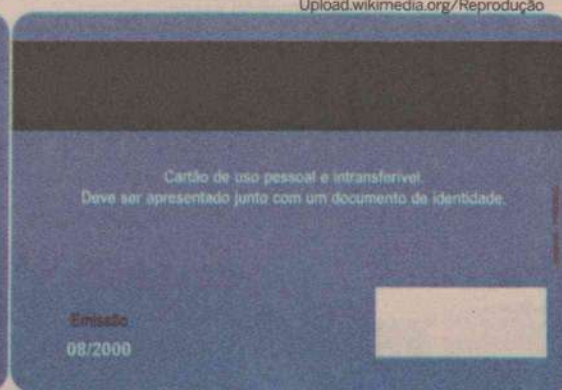 Upload.wikimedia.org/Reprodução
Cartão de uso pessoal e intransferível.
Deve ser apresentado junto com um documento de identidade.
Emissão
08/2000